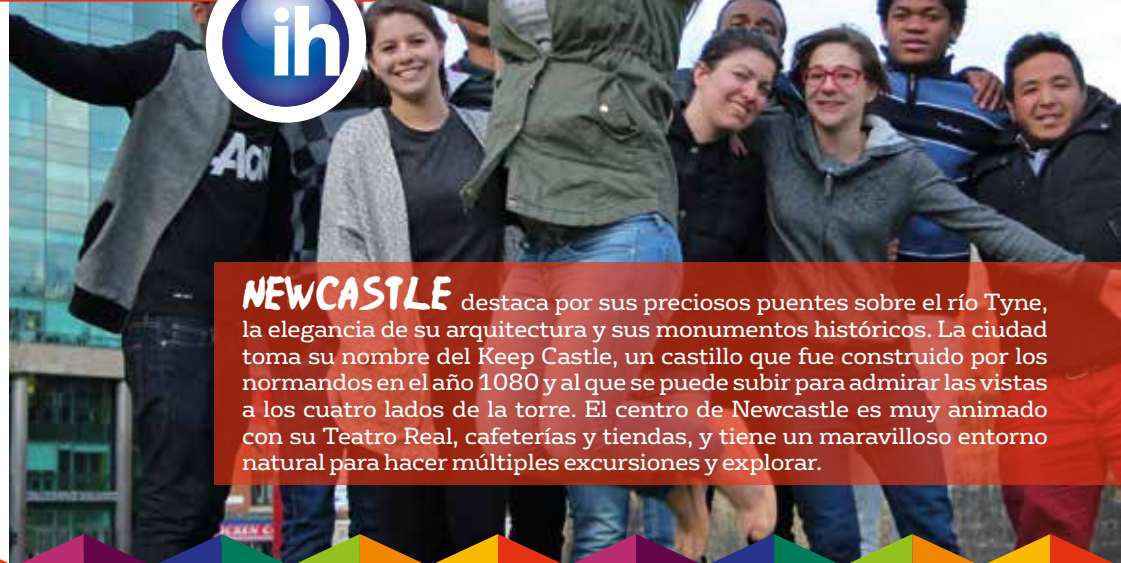 ih
AON
NEWCASTLE destaca por sus preciosos puentes sobre el río Tyne,
la elegancia de su arquitectura y sus monumentos históricos. La ciudad
toma su nombre del Keep Castle, un castillo que fue construido por los
normandos en el año 1080 y al que se puede subir para admirar las vistas
a los cuatro lados de la torre. El centro de Newcastle es muy animado
con su Teatro Real, cafeterías y tiendas, y tiene un maravilloso entorno
natural para hacer múltiples excursiones y explorar.